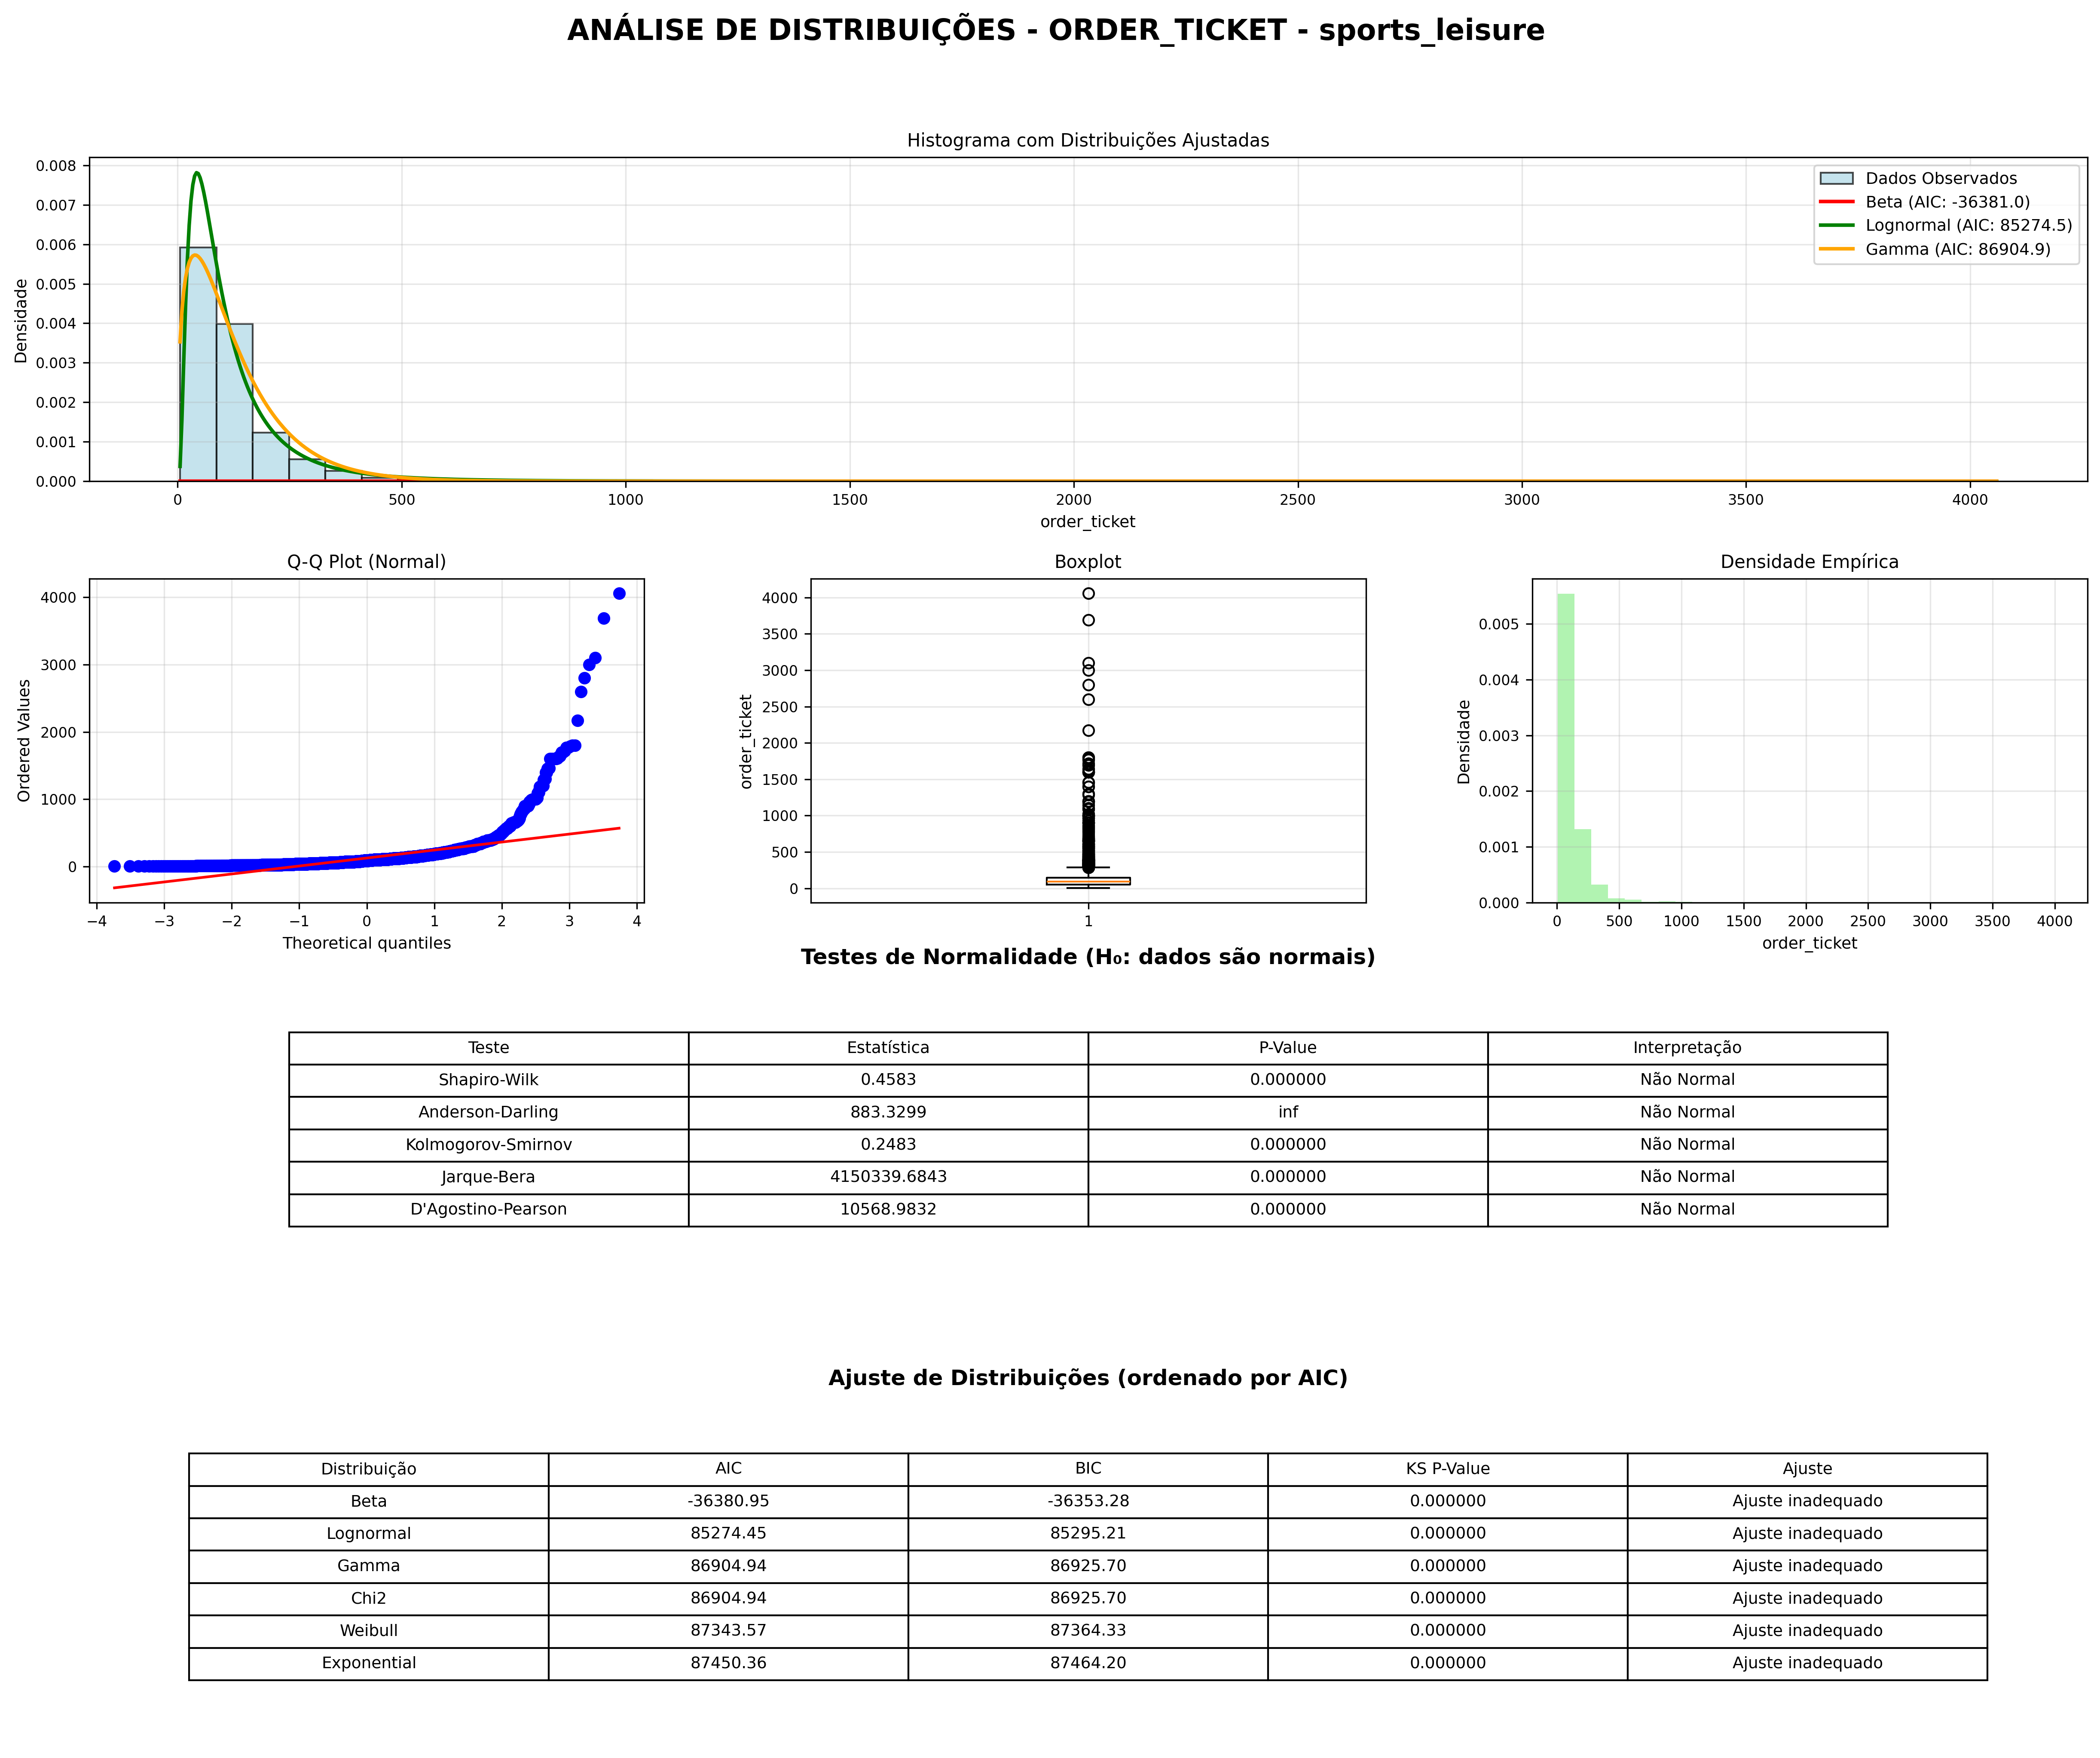 ANÁLISE DE DISTRIBUIÇÕES - ORDER_TICKET - sports_leisure
Histograma com Distribuições Ajustadas
Densidade
0.008
0.007
0.006
0.005
0.004
0.003
0.002
0.001
0.000
Dados Observados
Beta (AIC: -36381.0)
Lognormal (AIC: 85274.5)
Gamma (AIC: 86904.9)
0 500 1000 1500 2000 2500 3000 3500 4000
order_ticket
Q-Q Plot (Normal)
Ordered Values
4000
3000
2000
1000
0
−4 −3 −2 −1 0 1 2 3 4
Theoretical quantiles
Boxplot
order_ticket
4000
3500
3000
2500
2000
1500
1000
500
0
1
Densidade Empírica
Densidade
0.005
0.004
0.003
0.002
0.001
0.000
0 500 1000 1500 2000 2500 3000 3500 4000
order_ticket
Testes de Normalidade (H₀: dados são normais)
Teste Estatística P-Value Interpretação
Shapiro-Wilk 0.4583 0.000000 Não Normal
Anderson-Darling 883.3299 inf Não Normal
Kolmogorov-Smirnov 0.2483 0.000000 Não Normal
Jarque-Bera 4150339.6843 0.000000 Não Normal
D'Agostino-Pearson 10568.9832 0.000000 Não Normal
Ajuste de Distribuições (ordenado por AIC)
Distribuição AIC BIC KS P-Value Ajuste
Beta -36380.95 -36353.28 0.000000 Ajuste inadequado
Lognormal 85274.45 85295.21 0.000000 Ajuste inadequado
Gamma 86904.94 86925.70 0.000000 Ajuste inadequado
Chi2 86904.94 86925.70 0.000000 Ajuste inadequado
Weibull 87343.57 87364.33 0.000000 Ajuste inadequado
Exponential 87450.36 87464.20 0.000000 Ajuste inadequado